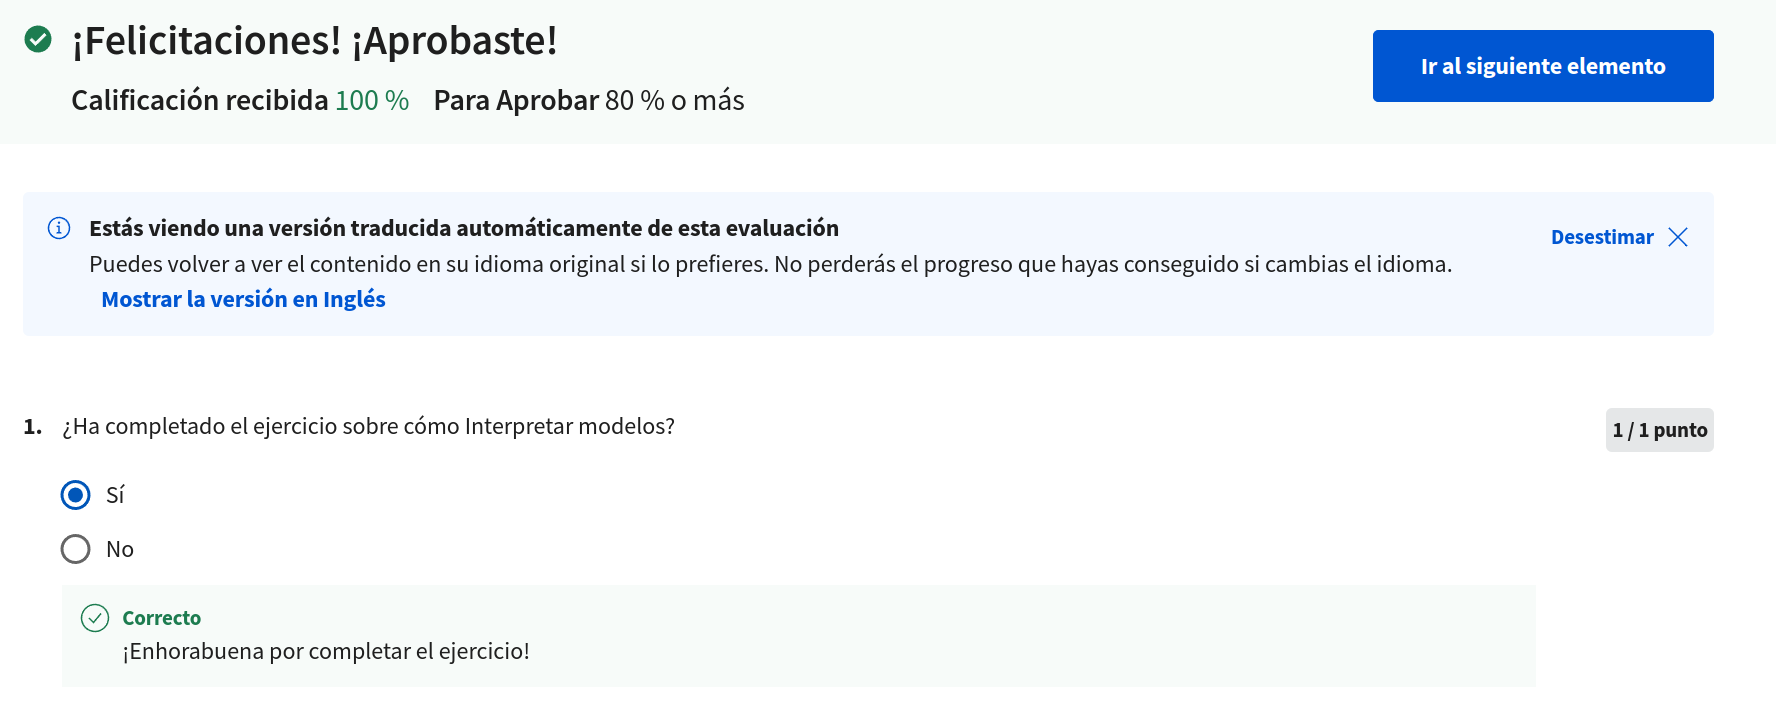 ¡Felicitaciones! ¡Aprobaste!
Calificación recibida 100 % Para Aprobar 80 % o más
Ir al siguiente elemento
Estás viendo una versión traducida automáticamente de esta evaluación
Desestimar
Puedes volver a ver el contenido en su idioma original si lo prefieres. No perderás el progreso que hayas conseguido si cambias el idioma.
Mostrar la versión en Inglés
1. ¿Ha completado el ejercicio sobre cómo Interpretar modelos?
1 / 1 punto
Sí
No
Correcto
¡Enhorabuena por completar el ejercicio!